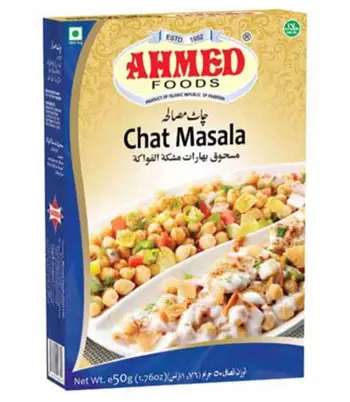 ESTD 1952
AHMED
FOODS
PRODUCT OF ISLAMIC REPUBLIC OF PAKISTAN
چاٹ مصالحہ
Chat Masala
مسحوق بهارات مشكلة الفواكة
Net Wt. e50g (1.76oz)